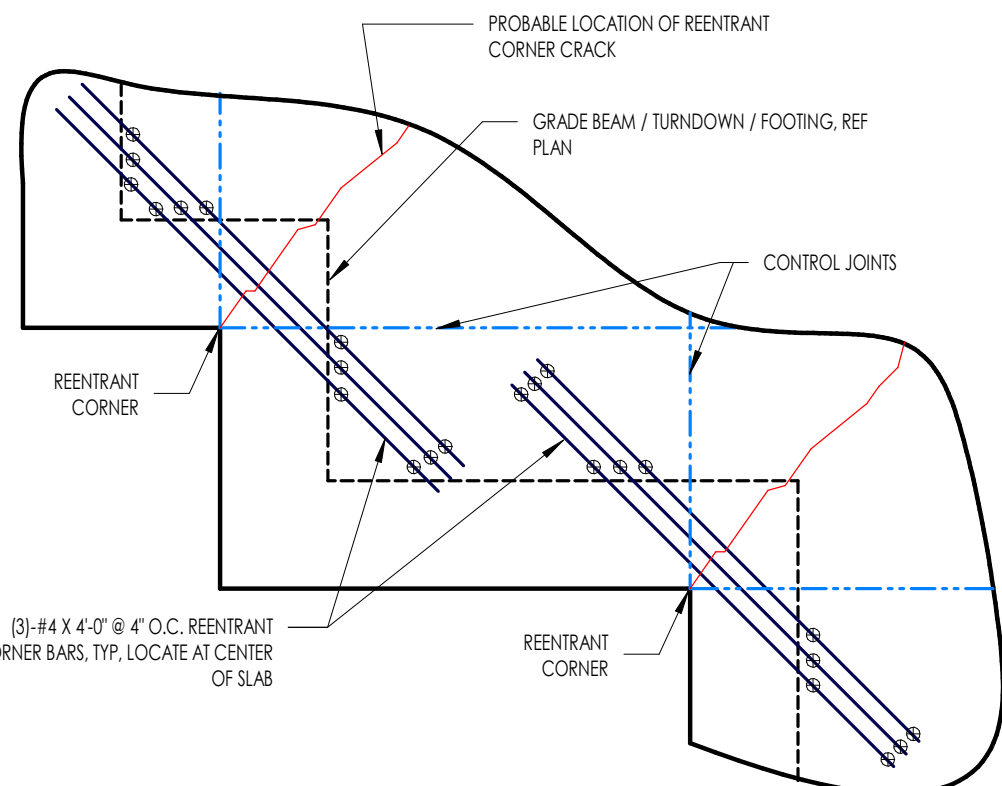 PROBABLE LOCATION OF REENTRANT
CORNER CRACK
GRADE BEAM / TURNDOWN / FOOTING, REF
PLAN
CONTROL JOINTS
REENTRANT
CORNER
(3)-#4 X 4'-0" @ 4" O.C. REENTRANT
ORNER BARS, TYP, LOCATE AT CENTER
OF SLAB
REENTRANT
CORNER